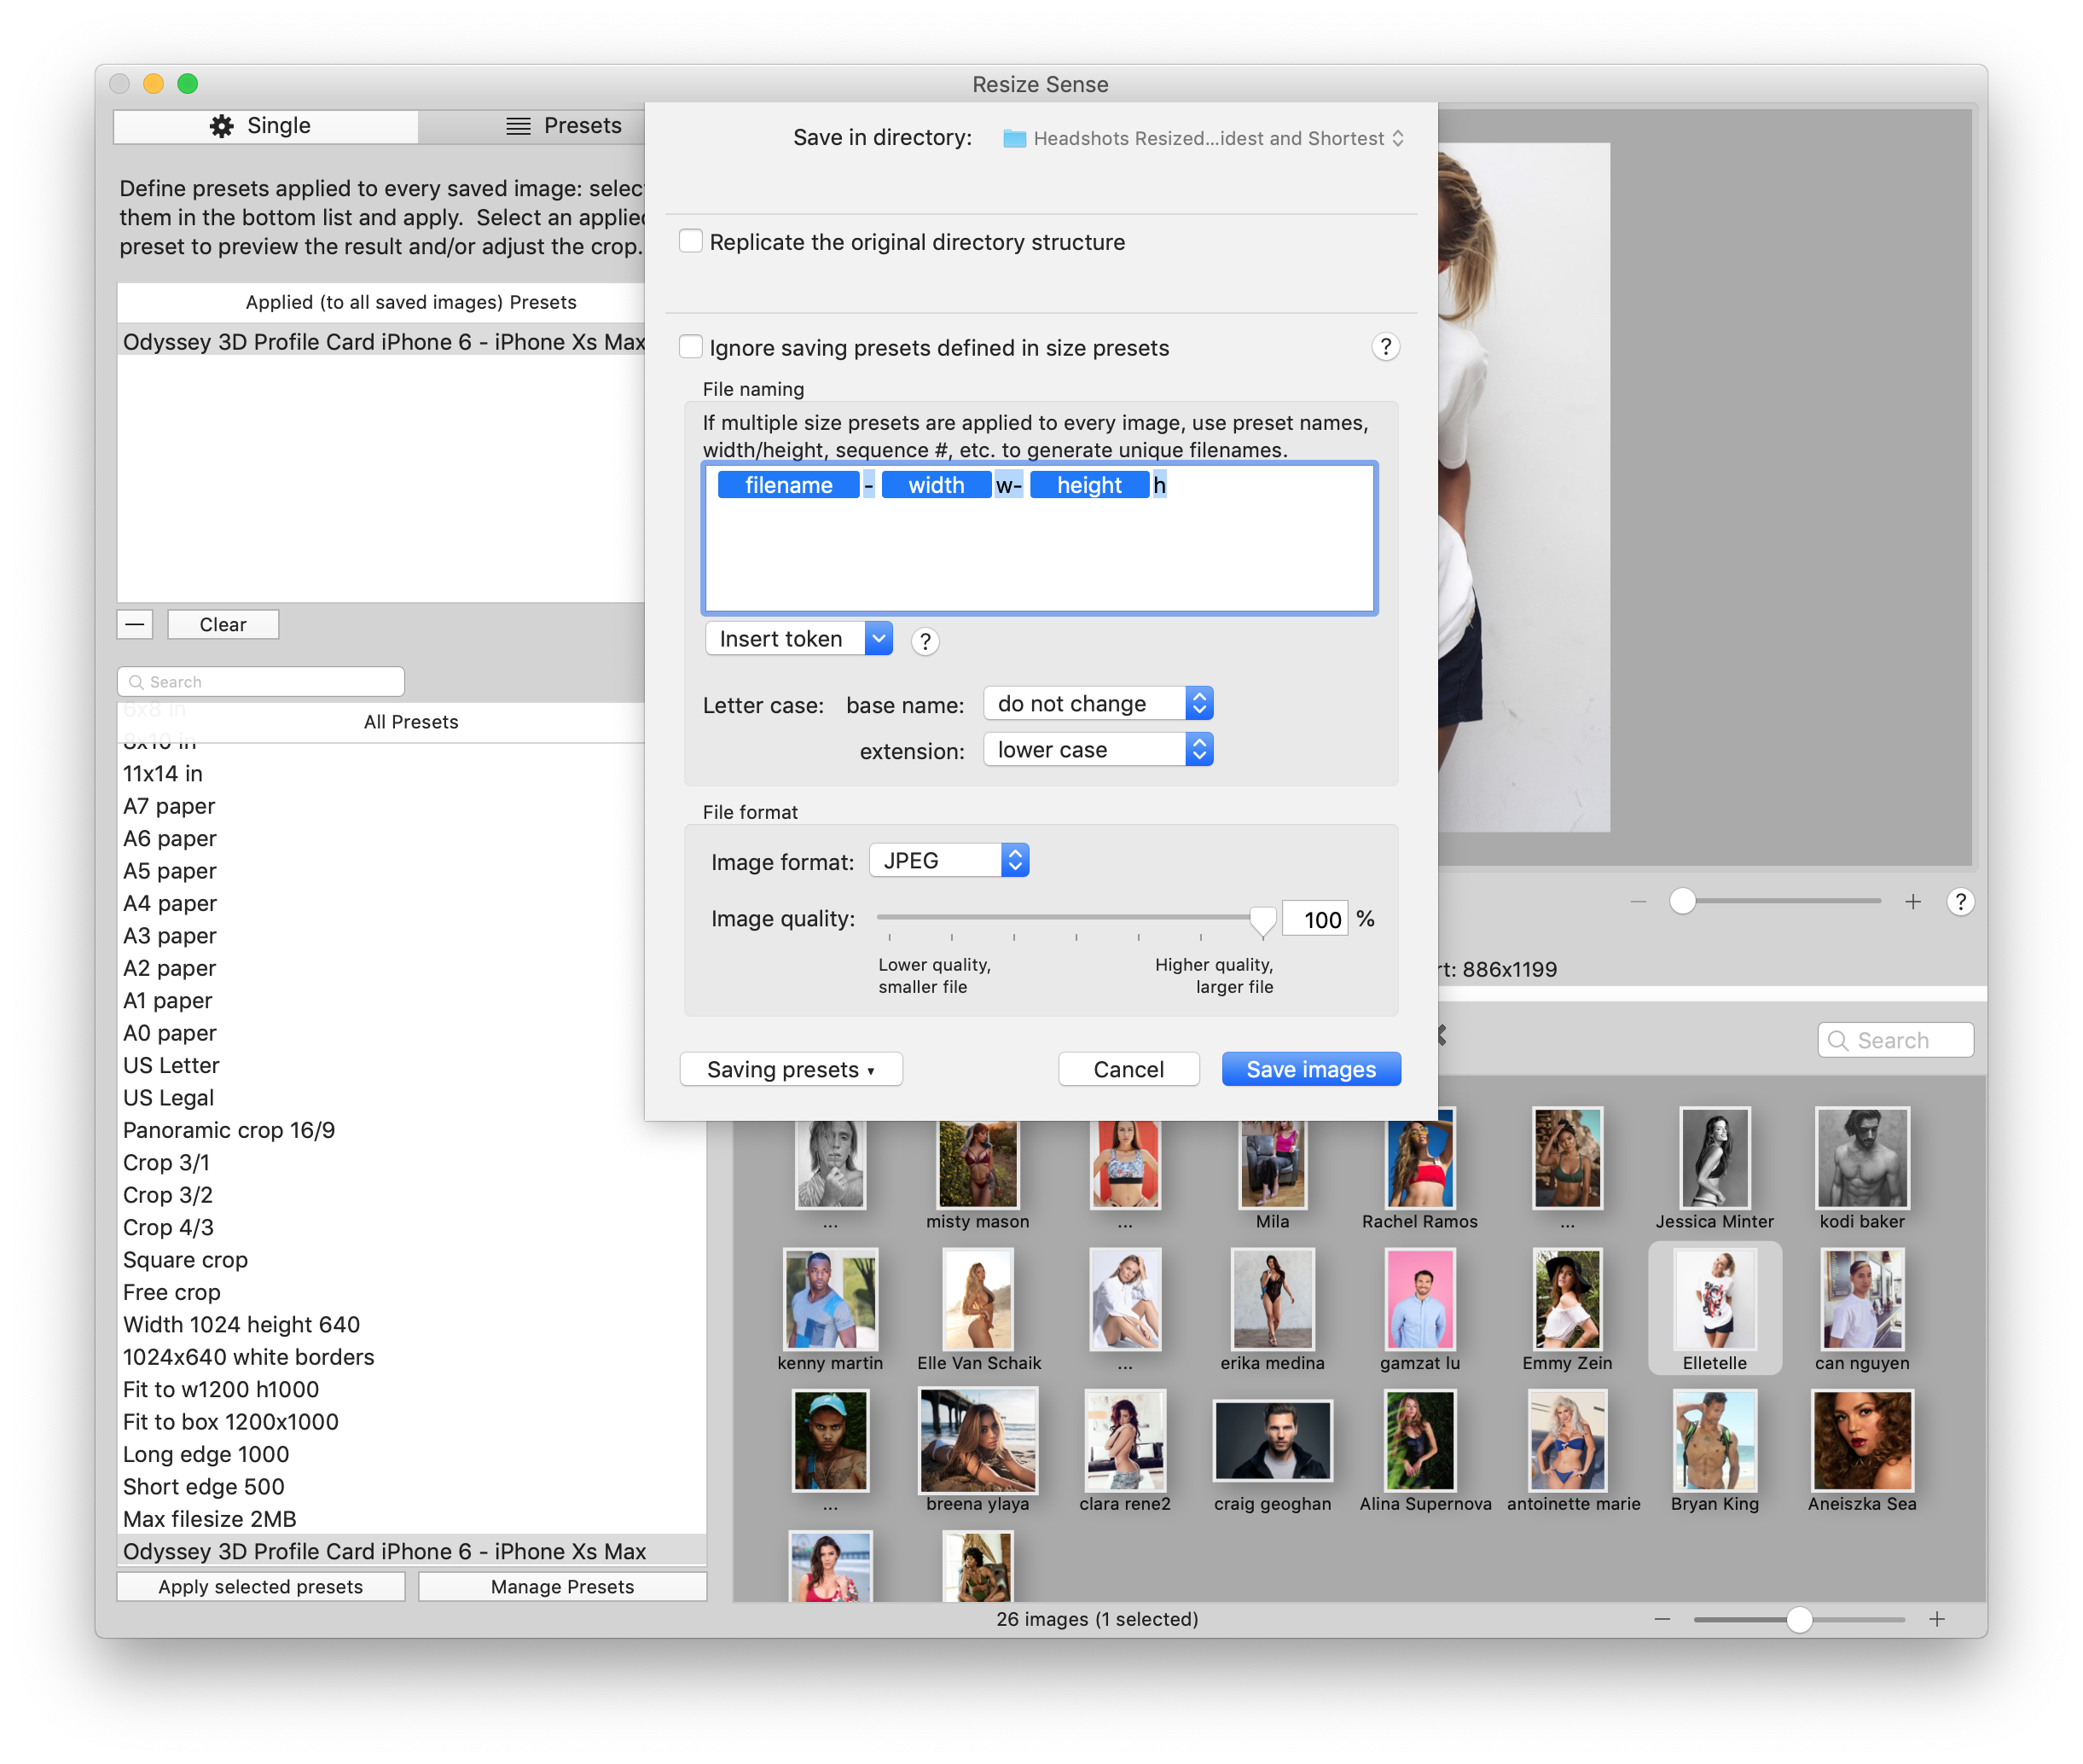 Resize Sense
Single
Presets
Define presets applied to every saved image: selec
them in the bottom list and apply.  Select an applie
preset to preview the result and/or adjust the crop.
Applied (to all saved images) Presets
Odyssey 3D Profile Card iPhone 6 - iPhone Xs Max
Clear
Search
6x8 in
All Presets
8x10 in
11x14 in
A7 paper
A6 paper
A5 paper
A4 paper
A3 paper
A2 paper
A1 paper
A0 paper
US Letter
US Legal
Panoramic crop 16/9
Crop 3/1
Crop 3/2
Crop 4/3
Square crop
Free crop
Width 1024 height 640
1024x640 white borders
Fit to w1200 h1000
Fit to box 1200x1000
Long edge 1000
Short edge 500
Max filesize 2MB
Odyssey 3D Profile Card iPhone 6 - iPhone Xs Max
Apply selected presets
Manage Presets
Save in directory:
Headshots Resized...idest and Shortest
Replicate the original directory structure
Ignore saving presets defined in size presets
?
File naming
If multiple size presets are applied to every image, use preset names,
width/height, sequence #, etc. to generate unique filenames.
filename - width w- height h
Insert token
?
Letter case: base name: do not change
extension: lower case
File format
Image format: JPEG
Image quality: 100 %
Lower quality,
smaller file
Higher quality,
larger file
Saving presets
Cancel
Save images
?
rt: 886x1199
Search
... misty mason ... Mila Rachel Ramos ... Jessica Minter kodi baker
kenny martin Elle Van Schaik ... erika medina gamzat lu Emmy Zein Elletelle can nguyen
... breena ylaya clara rene2 craig geoghan Alina Supernova antoinette marie Bryan King Aneiszka Sea
26 images (1 selected)